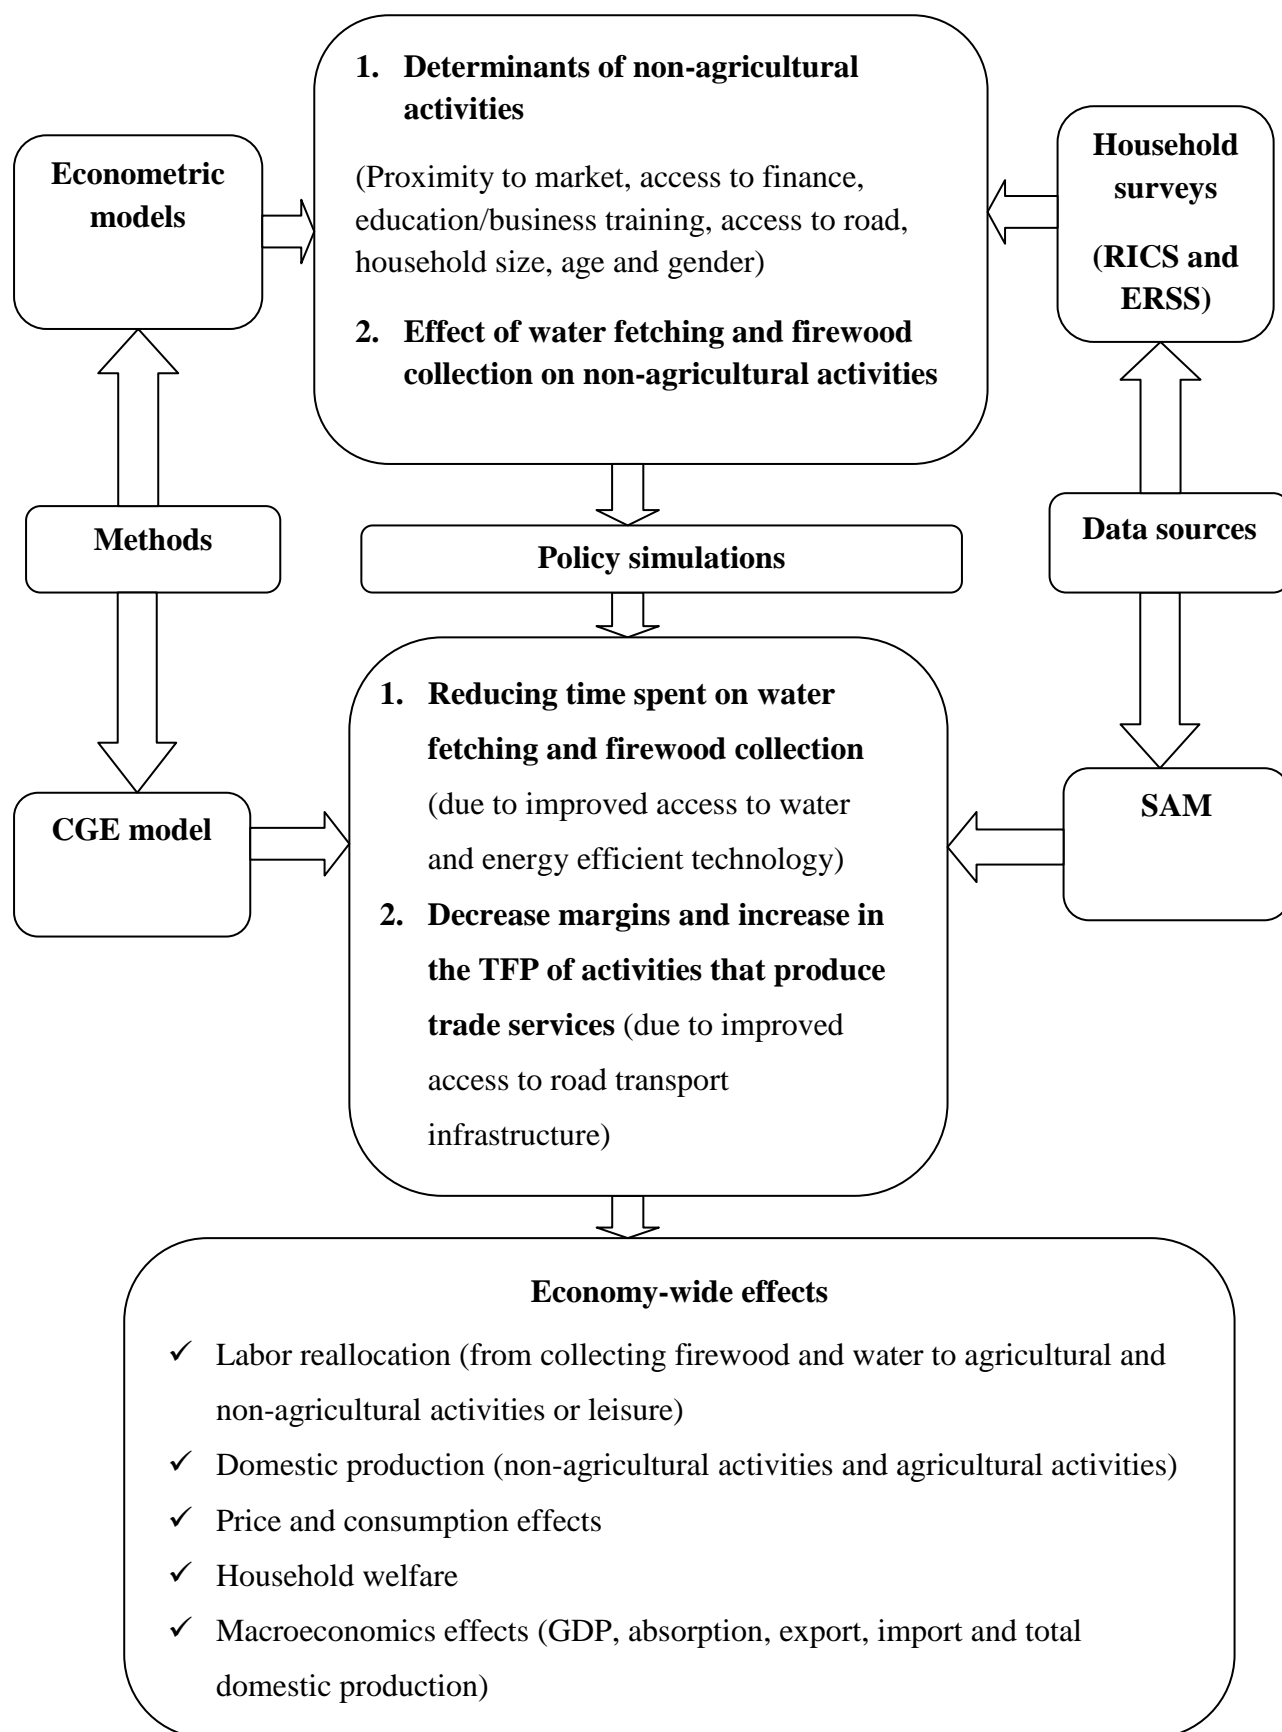 1. Determinants of non-agricultural
activities
(Proximity to market, access to finance,
education/business training, access to road,
household size, age and gender)
2. Effect of water fetching and firewood
collection on non-agricultural activities
Econometric
models
Household
surveys
(RICS and
ERSS)
Methods
Policy simulations
Data sources
1. Reducing time spent on water
fetching and firewood collection
(due to improved access to water
and energy efficient technology)
2. Decrease margins and increase in
the TFP of activities that produce
trade services (due to improved
access to road transport
infrastructure)
CGE model
SAM
Economy-wide effects
✓ Labor reallocation (from collecting firewood and water to agricultural and
non-agricultural activities or leisure)
✓ Domestic production (non-agricultural activities and agricultural activities)
✓ Price and consumption effects
✓ Household welfare
✓ Macroeconomics effects (GDP, absorption, export, import and total
domestic production)